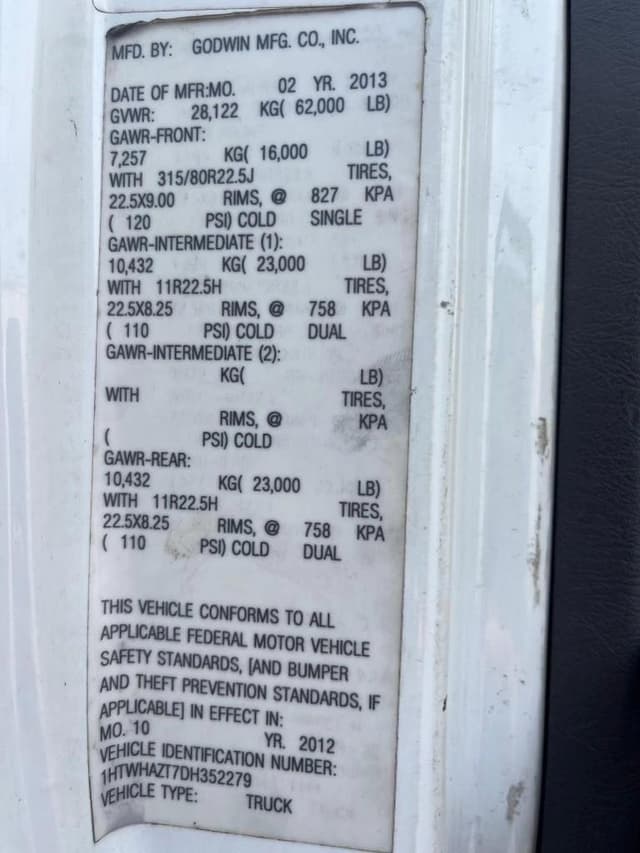 MFD. BY: GODWIN MFG. CO., INC.
DATE OF MFR:MO. 02 YR. 2013
GVWR: 28,122 KG( 62,000 LB)
GAWR-FRONT:
7,257 KG( 16,000 LB)
WITH 315/80R22.5J TIRES,
22.5X9.00 RIMS, @ 827 KPA
( 120 PSI) COLD SINGLE
GAWR-INTERMEDIATE (1):
10,432 KG( 23,000 LB)
WITH 11R22.5H TIRES,
22.5X8.25 RIMS, @ 758 KPA
( 110 PSI) COLD DUAL
GAWR-INTERMEDIATE (2):
KG( LB)
WITH TIRES,
RIMS, @ KPA
( PSI) COLD
GAWR-REAR:
10,432 KG( 23,000 LB)
WITH 11R22.5H TIRES,
22.5X8.25 RIMS, @ 758 KPA
( 110 PSI) COLD DUAL
THIS VEHICLE CONFORMS TO ALL
APPLICABLE FEDERAL MOTOR VEHICLE
SAFETY STANDARDS, [AND BUMPER
AND THEFT PREVENTION STANDARDS, IF
APPLICABLE] IN EFFECT IN:
MO. 10 YR. 2012
VEHICLE IDENTIFICATION NUMBER:
1HTWHAZT7DH352279
VEHICLE TYPE: TRUCK